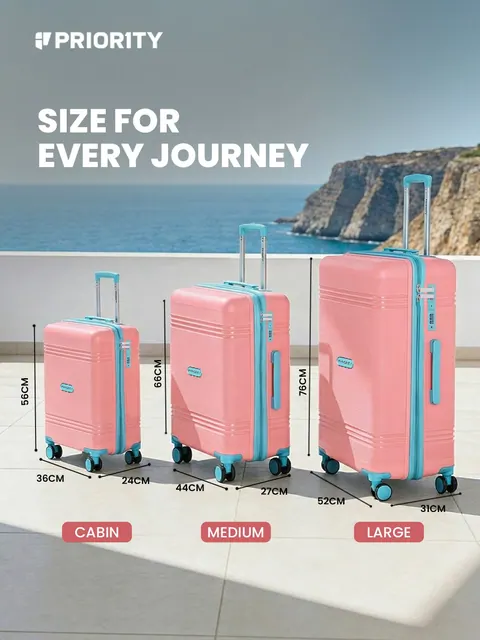 PRIORITY
SIZE FOR
EVERY JOURNEY
56CM
36CM
24CM
66CM
44CM
27CM
76CM
52CM
31CM
CABIN
MEDIUM
LARGE